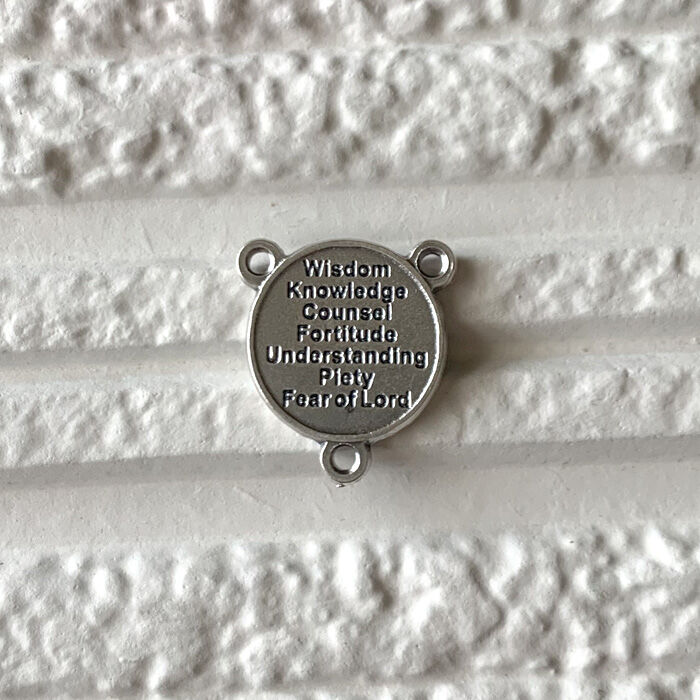 Wisdom
Knowledge
Counsel
Fortitude
Understanding
Piety
Fear of Lord